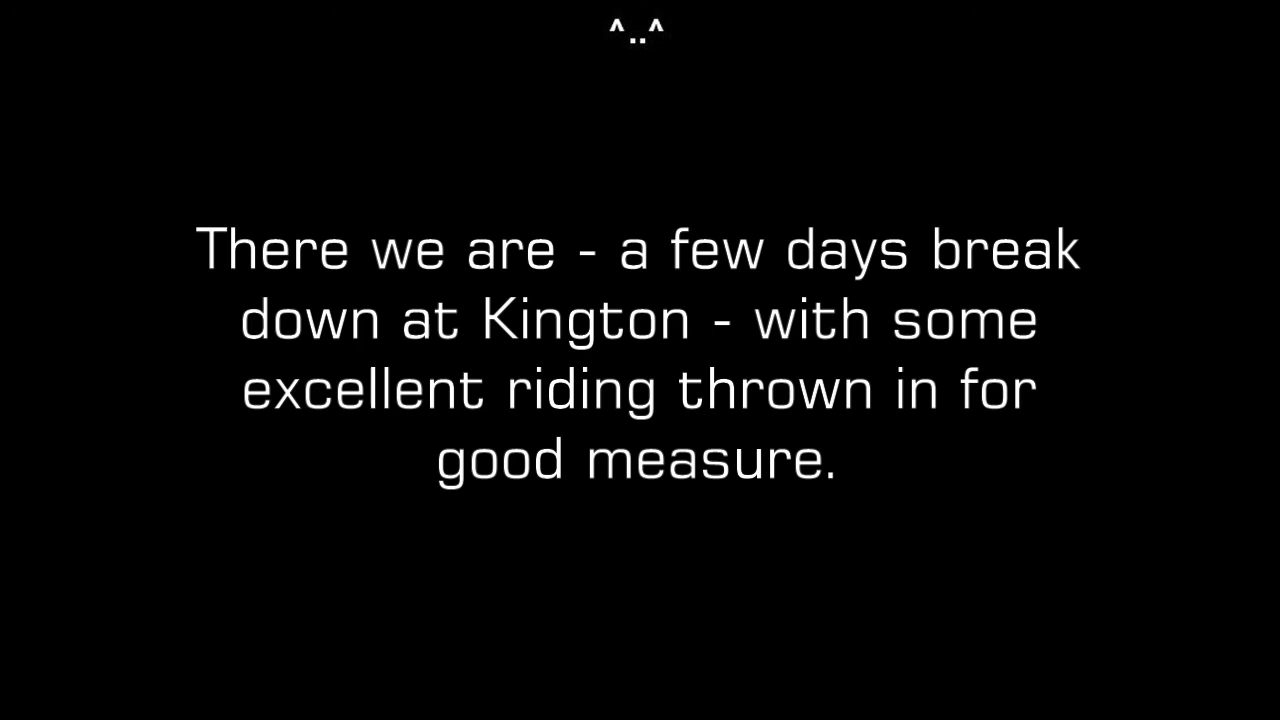 ^..^
There we are - a few days break
down at Kington - with some
excellent riding thrown in for
good measure.